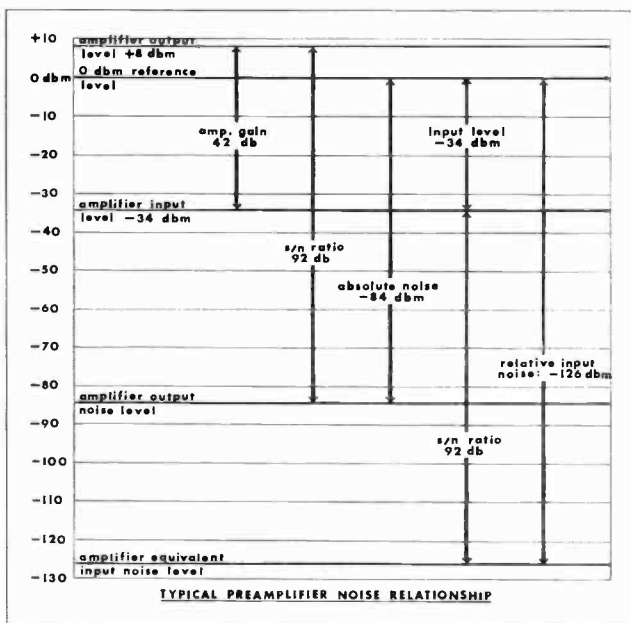 +10
amplifier output
level +8 dbm
0 dbm
0 dbm reference
level
-10
amp. gain
42 db
input level
-34 dbm
-20
-30
amplifier input
level -34 dbm
-40
s/n ratio
92 db
-50
absolute noise
-84 dbm
-60
-70
relative input
noise: -126 dbm
-80
amplifier output
noise level
-90
s/n ratio
92 db
-100
-110
-120
amplifier equivalent
input noise level
-130
TYPICAL PREAMPLIFIER NOISE RELATIONSHIP